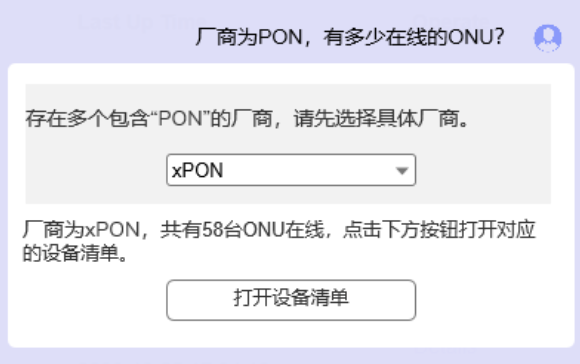 厂商为PON，有多少在线的ONU？
存在多个包含“PON”的厂商，请先选择具体厂商。
xPON
厂商为xPON，共有58台ONU在线，点击下方按钮打开对应
的设备清单。
打开设备清单